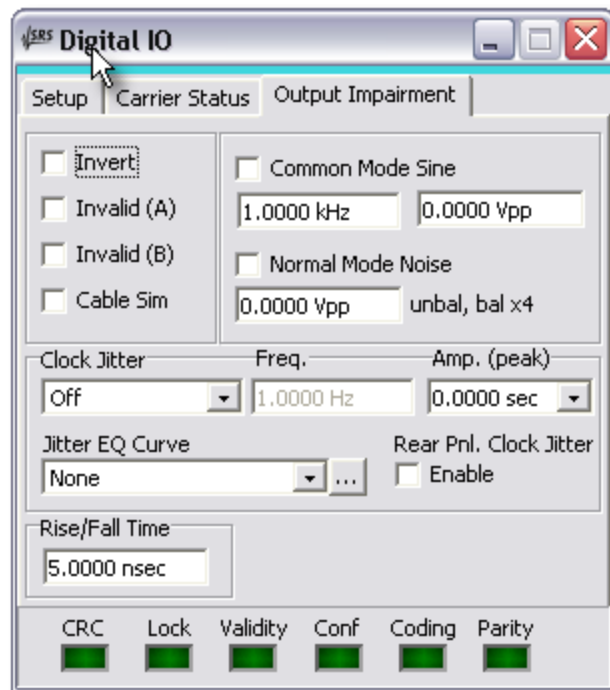 SRS Digital IO
Setup Carrier Status Output Impairment
Invert
Invalid (A)
Invalid (B)
Cable Sim
Common Mode Sine
1.0000 kHz 0.0000 Vpp
Normal Mode Noise
0.0000 Vpp unbal, bal x4
Clock Jitter Freq. Amp. (peak)
Off 1.0000 Hz 0.0000 sec
Jitter EQ Curve Rear Pnl. Clock Jitter
None ... Enable
Rise/Fall Time
5.0000 nsec
CRC Lock Validity Conf Coding Parity